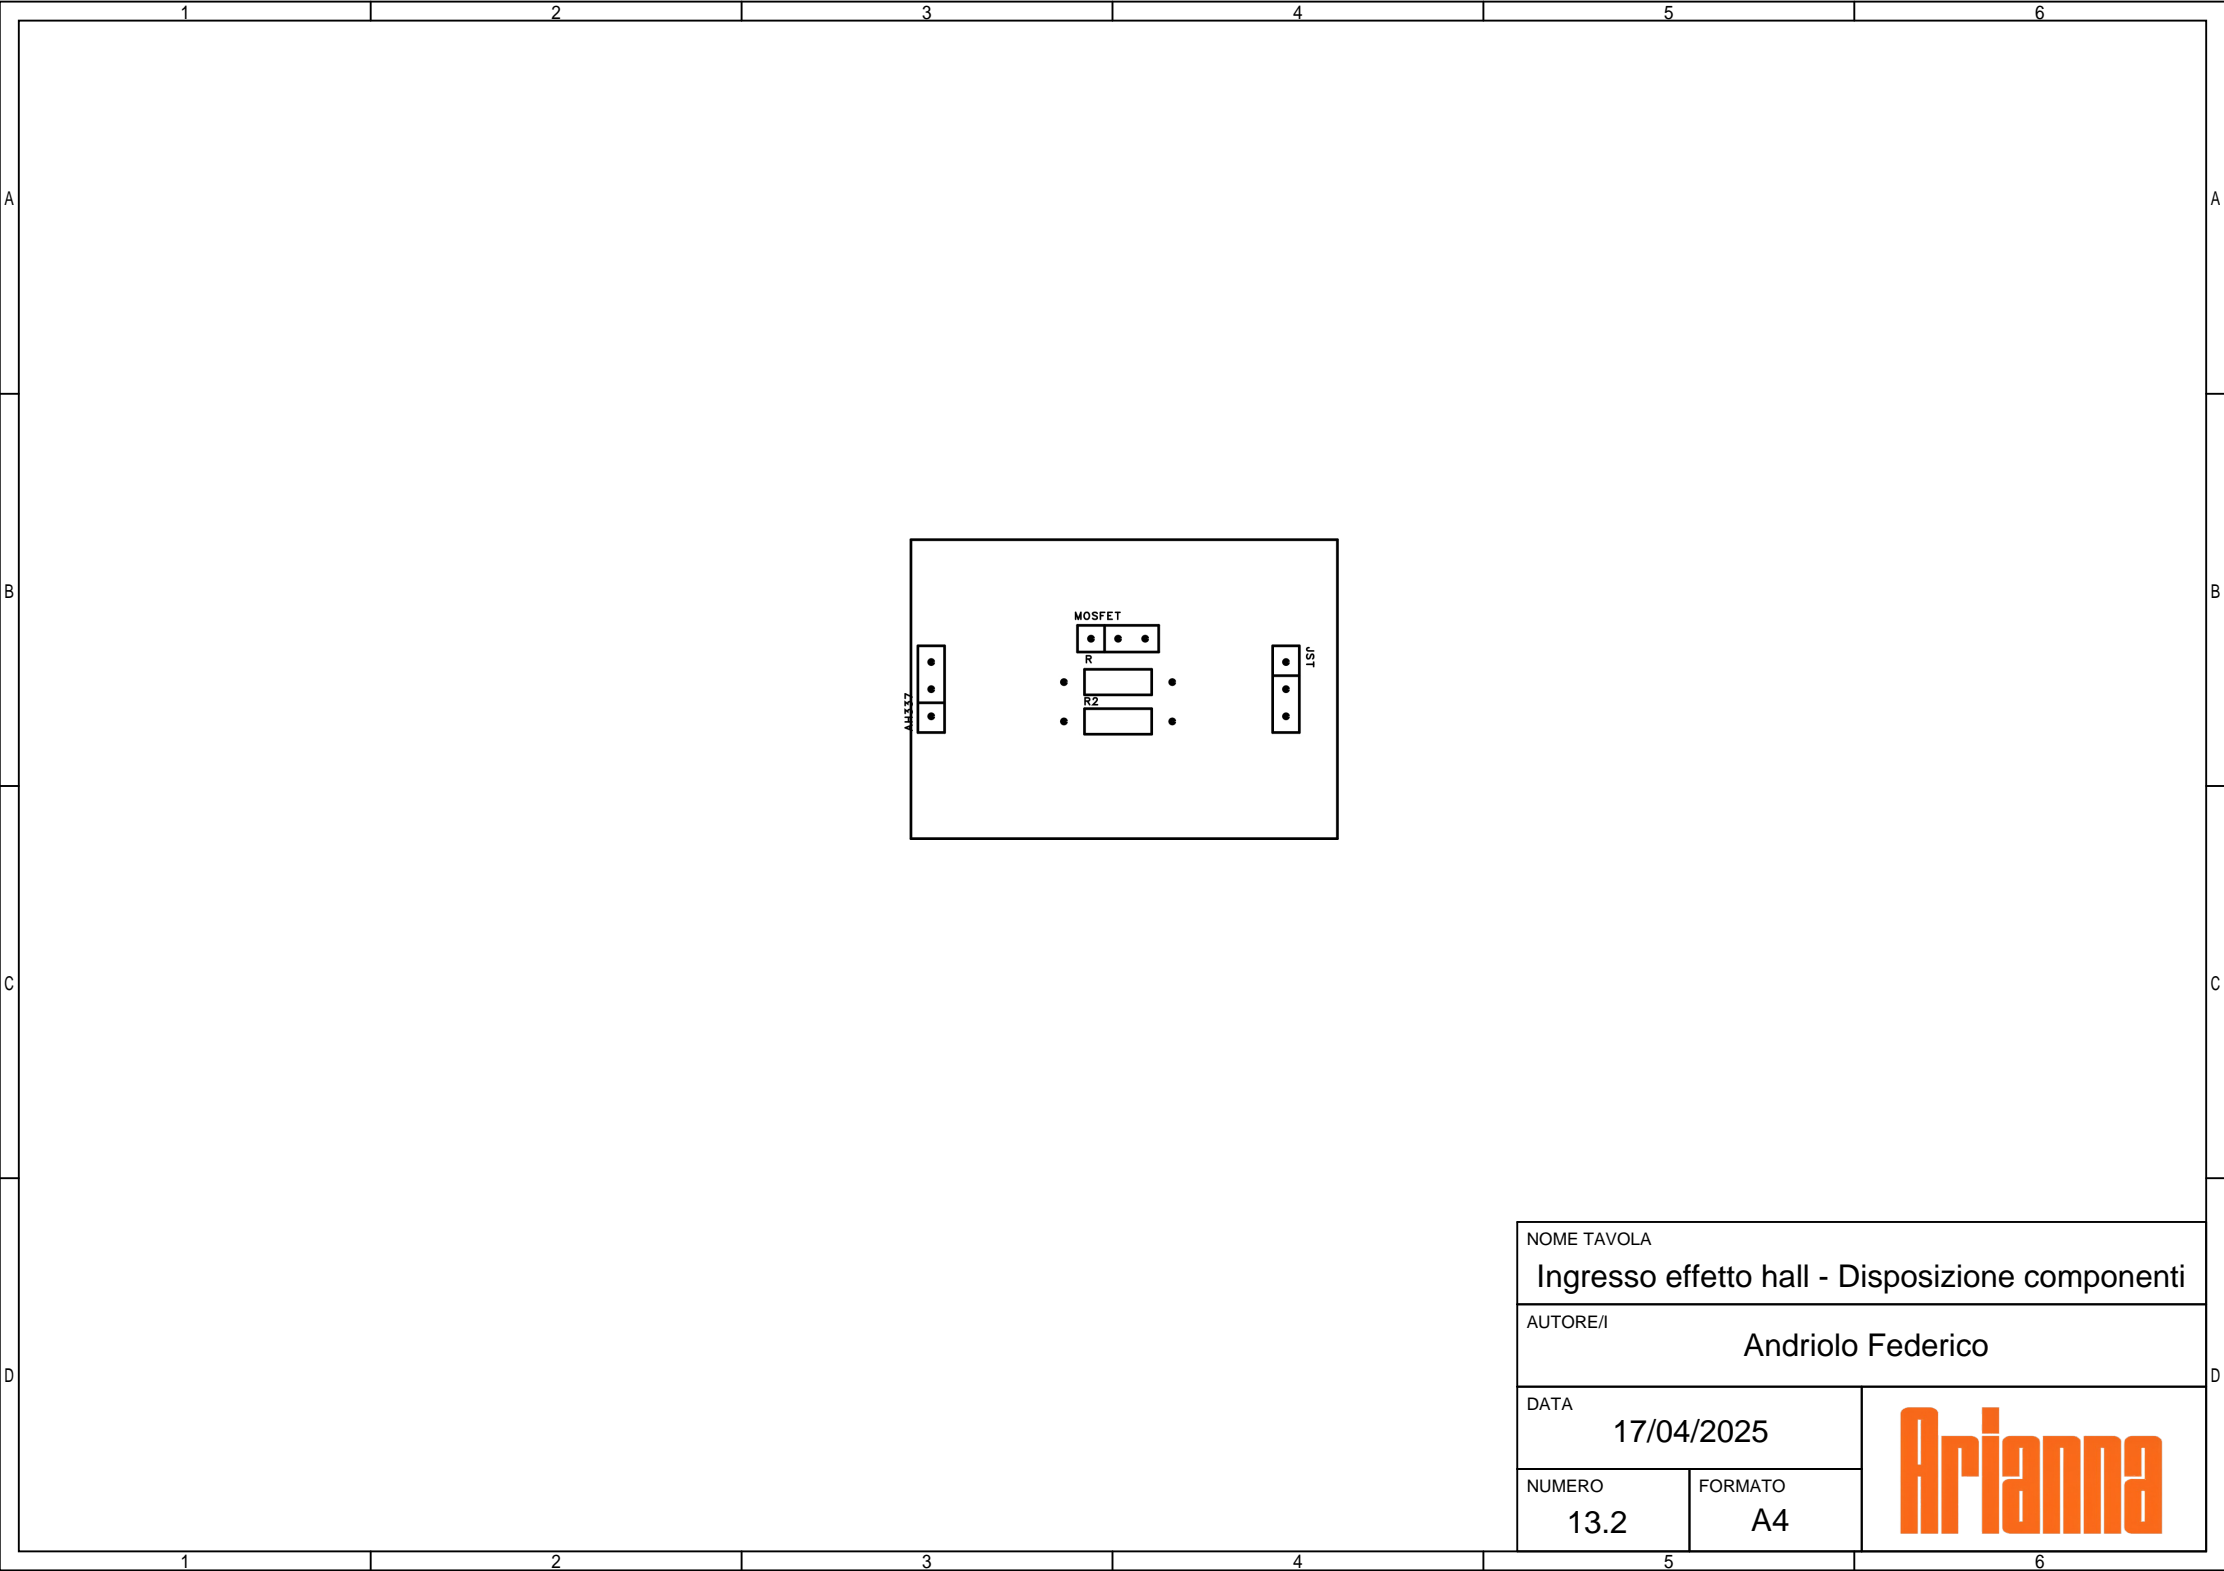 1 2 3 4 5 6
A A
B B
MOSFET
R
JST
R2
AH337
C C
NOME TAVOLA
Ingresso effetto hall - Disposizione componenti
AUTORE/I
Andriolo Federico
D D
DATA
17/04/2025
Arianna
NUMERO FORMATO
13.2 A4
1 2 3 4 5 6